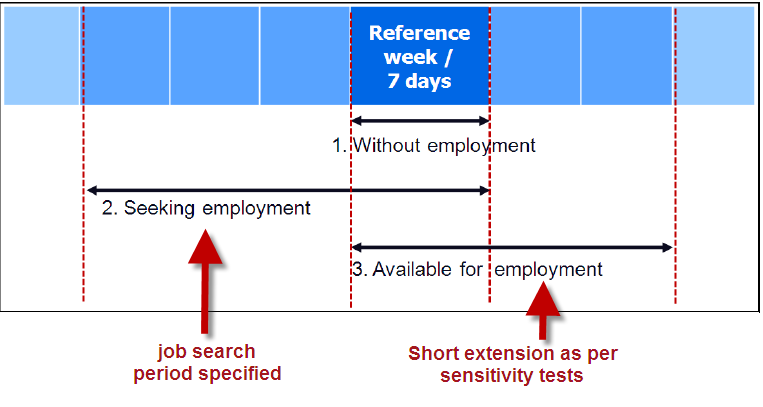 Reference
week /
7 days
1. Without employment
2. Seeking employment
3. Available for employment
job search
period specified
Short extension as per
sensitivity tests